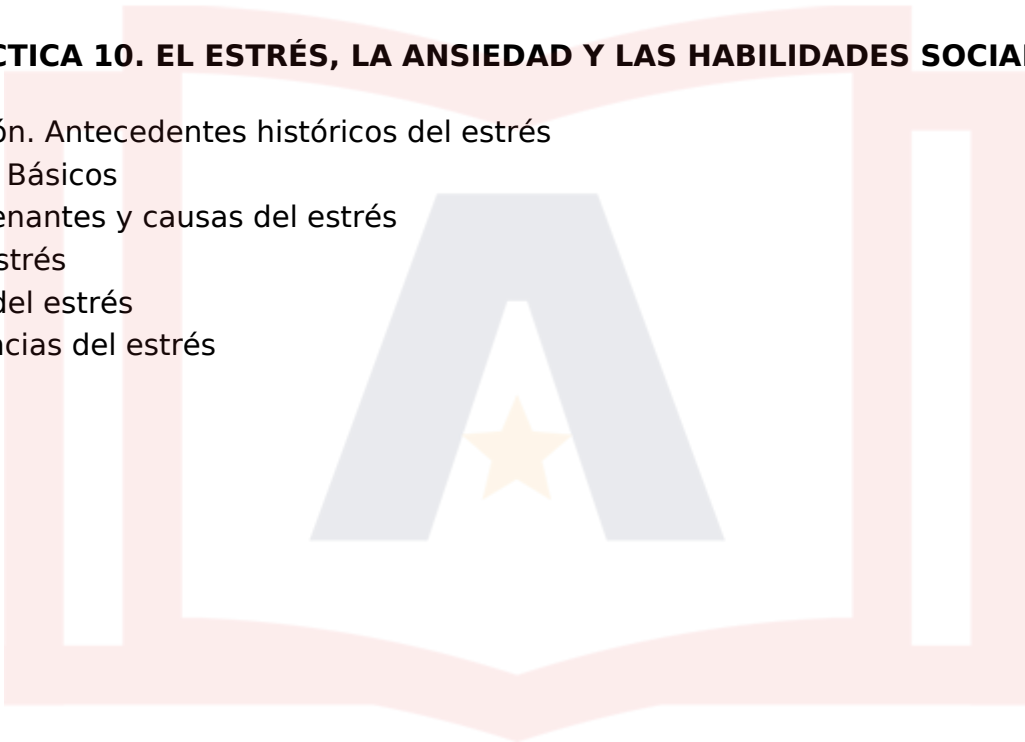 CTICA 10. EL ESTRÉS, LA ANSIEDAD Y LAS HABILIDADES SOCIAL
ón. Antecedentes históricos del estrés
Básicos
enantes y causas del estrés
strés
del estrés
ncias del estrés